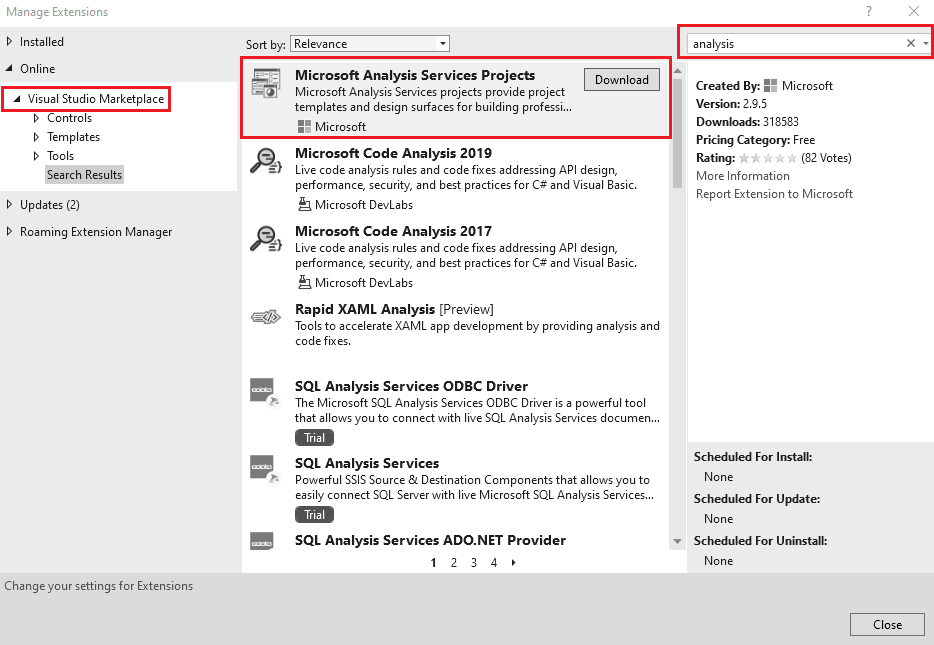 Manage Extensions
?
Installed
Online
Visual Studio Marketplace
Controls
Templates
Tools
Search Results
Updates (2)
Roaming Extension Manager
Sort by: Relevance
Microsoft Analysis Services Projects
Download
Microsoft Analysis Services projects provide project
templates and design surfaces for building professi...
Microsoft
Microsoft Code Analysis 2019
Live code analysis rules and code fixes addressing API design,
performance, security, and best practices for C# and Visual Basic.
Microsoft DevLabs
Microsoft Code Analysis 2017
Live code analysis rules and code fixes addressing API design,
performance, security, and best practices for C# and Visual Basic.
Microsoft DevLabs
Rapid XAML Analysis [Preview]
Tools to accelerate XAML app development by providing analysis and
code fixes.
cdata
SQL Analysis Services ODBC Driver
The Microsoft SQL Analysis Services ODBC Driver is a powerful tool
that allows you to connect with live SQL Analysis Services documen...
Trial
cdata
SQL Analysis Services
Powerful SSIS Source & Destination Components that allows you to
easily connect SQL Server with live Microsoft SQL Analysis Services...
Trial
cdata
SQL Analysis Services ADO.NET Provider
1 2 3 4
analysis
Created By: Microsoft
Version: 2.9.5
Downloads: 318583
Pricing Category: Free
Rating: (82 Votes)
More Information
Report Extension to Microsoft
Scheduled For Install:
None
Scheduled For Update:
None
Scheduled For Uninstall:
None
Change your settings for Extensions
Close